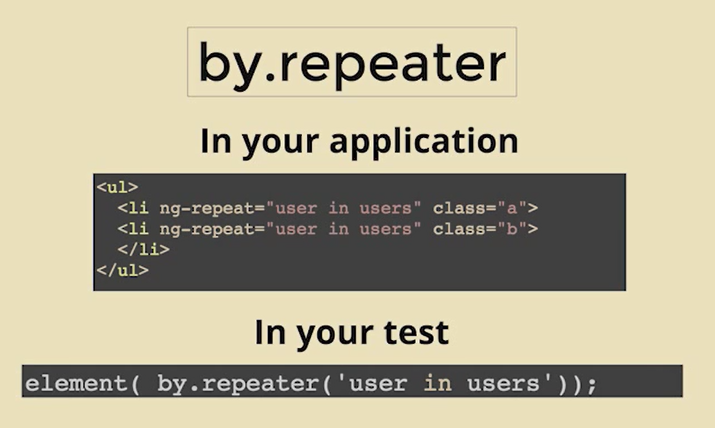 by.repeater
In your application
<ul>
  <li ng-repeat="user in users" class="a">
  <li ng-repeat="user in users" class="b">
  </li>
</ul>
In your test
element( by.repeater('user in users'));